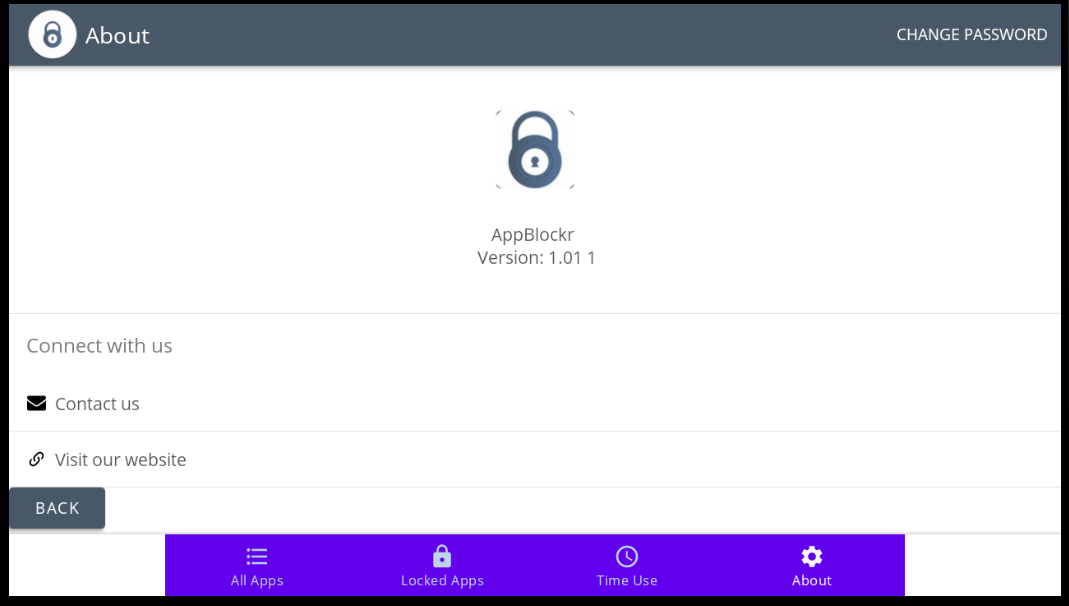 About
CHANGE PASSWORD
AppBlockr
Version: 1.01 1
Connect with us
Contact us
Visit our website
BACK
All Apps
Locked Apps
Time Use
About